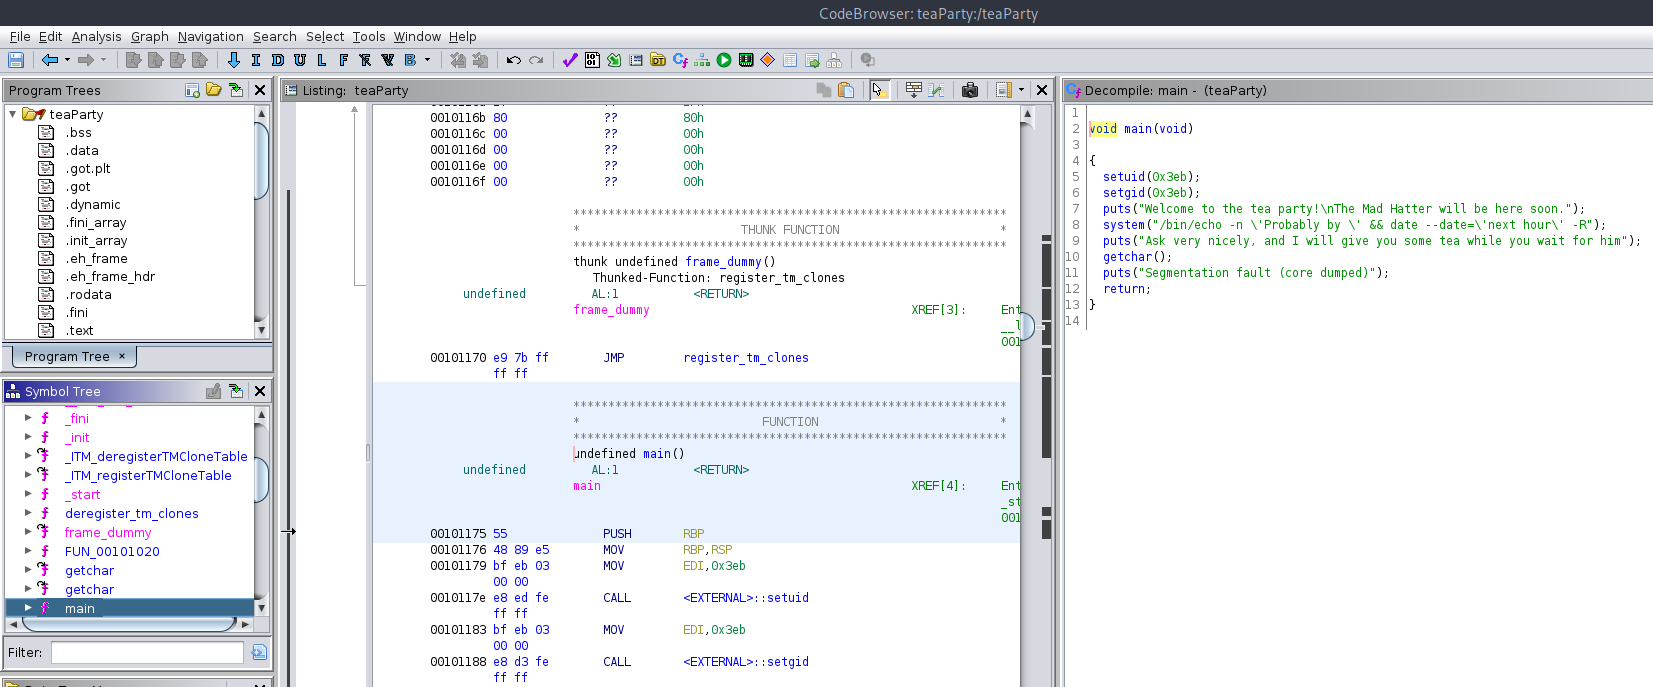 CodeBrowser: teaParty:/teaParty
File Edit Analysis Graph Navigation Search Select Tools Window Help
I D U L F B
Program Trees
teaParty
.bss
.data
.got.plt
.got
.dynamic
.fini_array
.init_array
.eh_frame
.eh_frame_hdr
.rodata
.fini
.text
Program Tree ×
Symbol Tree
_fini
_init
_ITM_deregisterTMCloneTable
_ITM_registerTMCloneTable
_start
deregister_tm_clones
frame_dummy
FUN_00101020
getchar
getchar
main
Filter:
Listing: teaParty
0010116b 80 ?? 80h
0010116c 00 ?? 00h
0010116d 00 ?? 00h
0010116e 00 ?? 00h
0010116f 00 ?? 00h
**************************************************************
* THUNK FUNCTION *
**************************************************************
thunk undefined frame_dummy()
Thunked-Function: register_tm_clones
undefined AL:1 <RETURN>
frame_dummy XREF[3]: Ent
__l
001
00101170 e9 7b ff JMP register_tm_clones
ff ff
**************************************************************
* FUNCTION *
**************************************************************
undefined main()
undefined AL:1 <RETURN>
main XREF[4]: Ent
_st
001
00101175 55 PUSH RBP
00101176 48 89 e5 MOV RBP,RSP
00101179 bf eb 03 MOV EDI,0x3eb
00 00
0010117e e8 ed fe CALL <EXTERNAL>::setuid
ff ff
00101183 bf eb 03 MOV EDI,0x3eb
00 00
00101188 e8 d3 fe CALL <EXTERNAL>::setgid
ff ff
Decompile: main - (teaParty)
1
2 void main(void)
3
4 {
5 setuid(0x3eb);
6 setgid(0x3eb);
7 puts("Welcome to the tea party!\nThe Mad Hatter will be here soon.");
8 system("/bin/echo -n \'Probably by \' && date --date=\'next hour\' -R");
9 puts("Ask very nicely, and I will give you some tea while you wait for him");
10 getchar();
11 puts("Segmentation fault (core dumped)");
12 return;
13 }
14